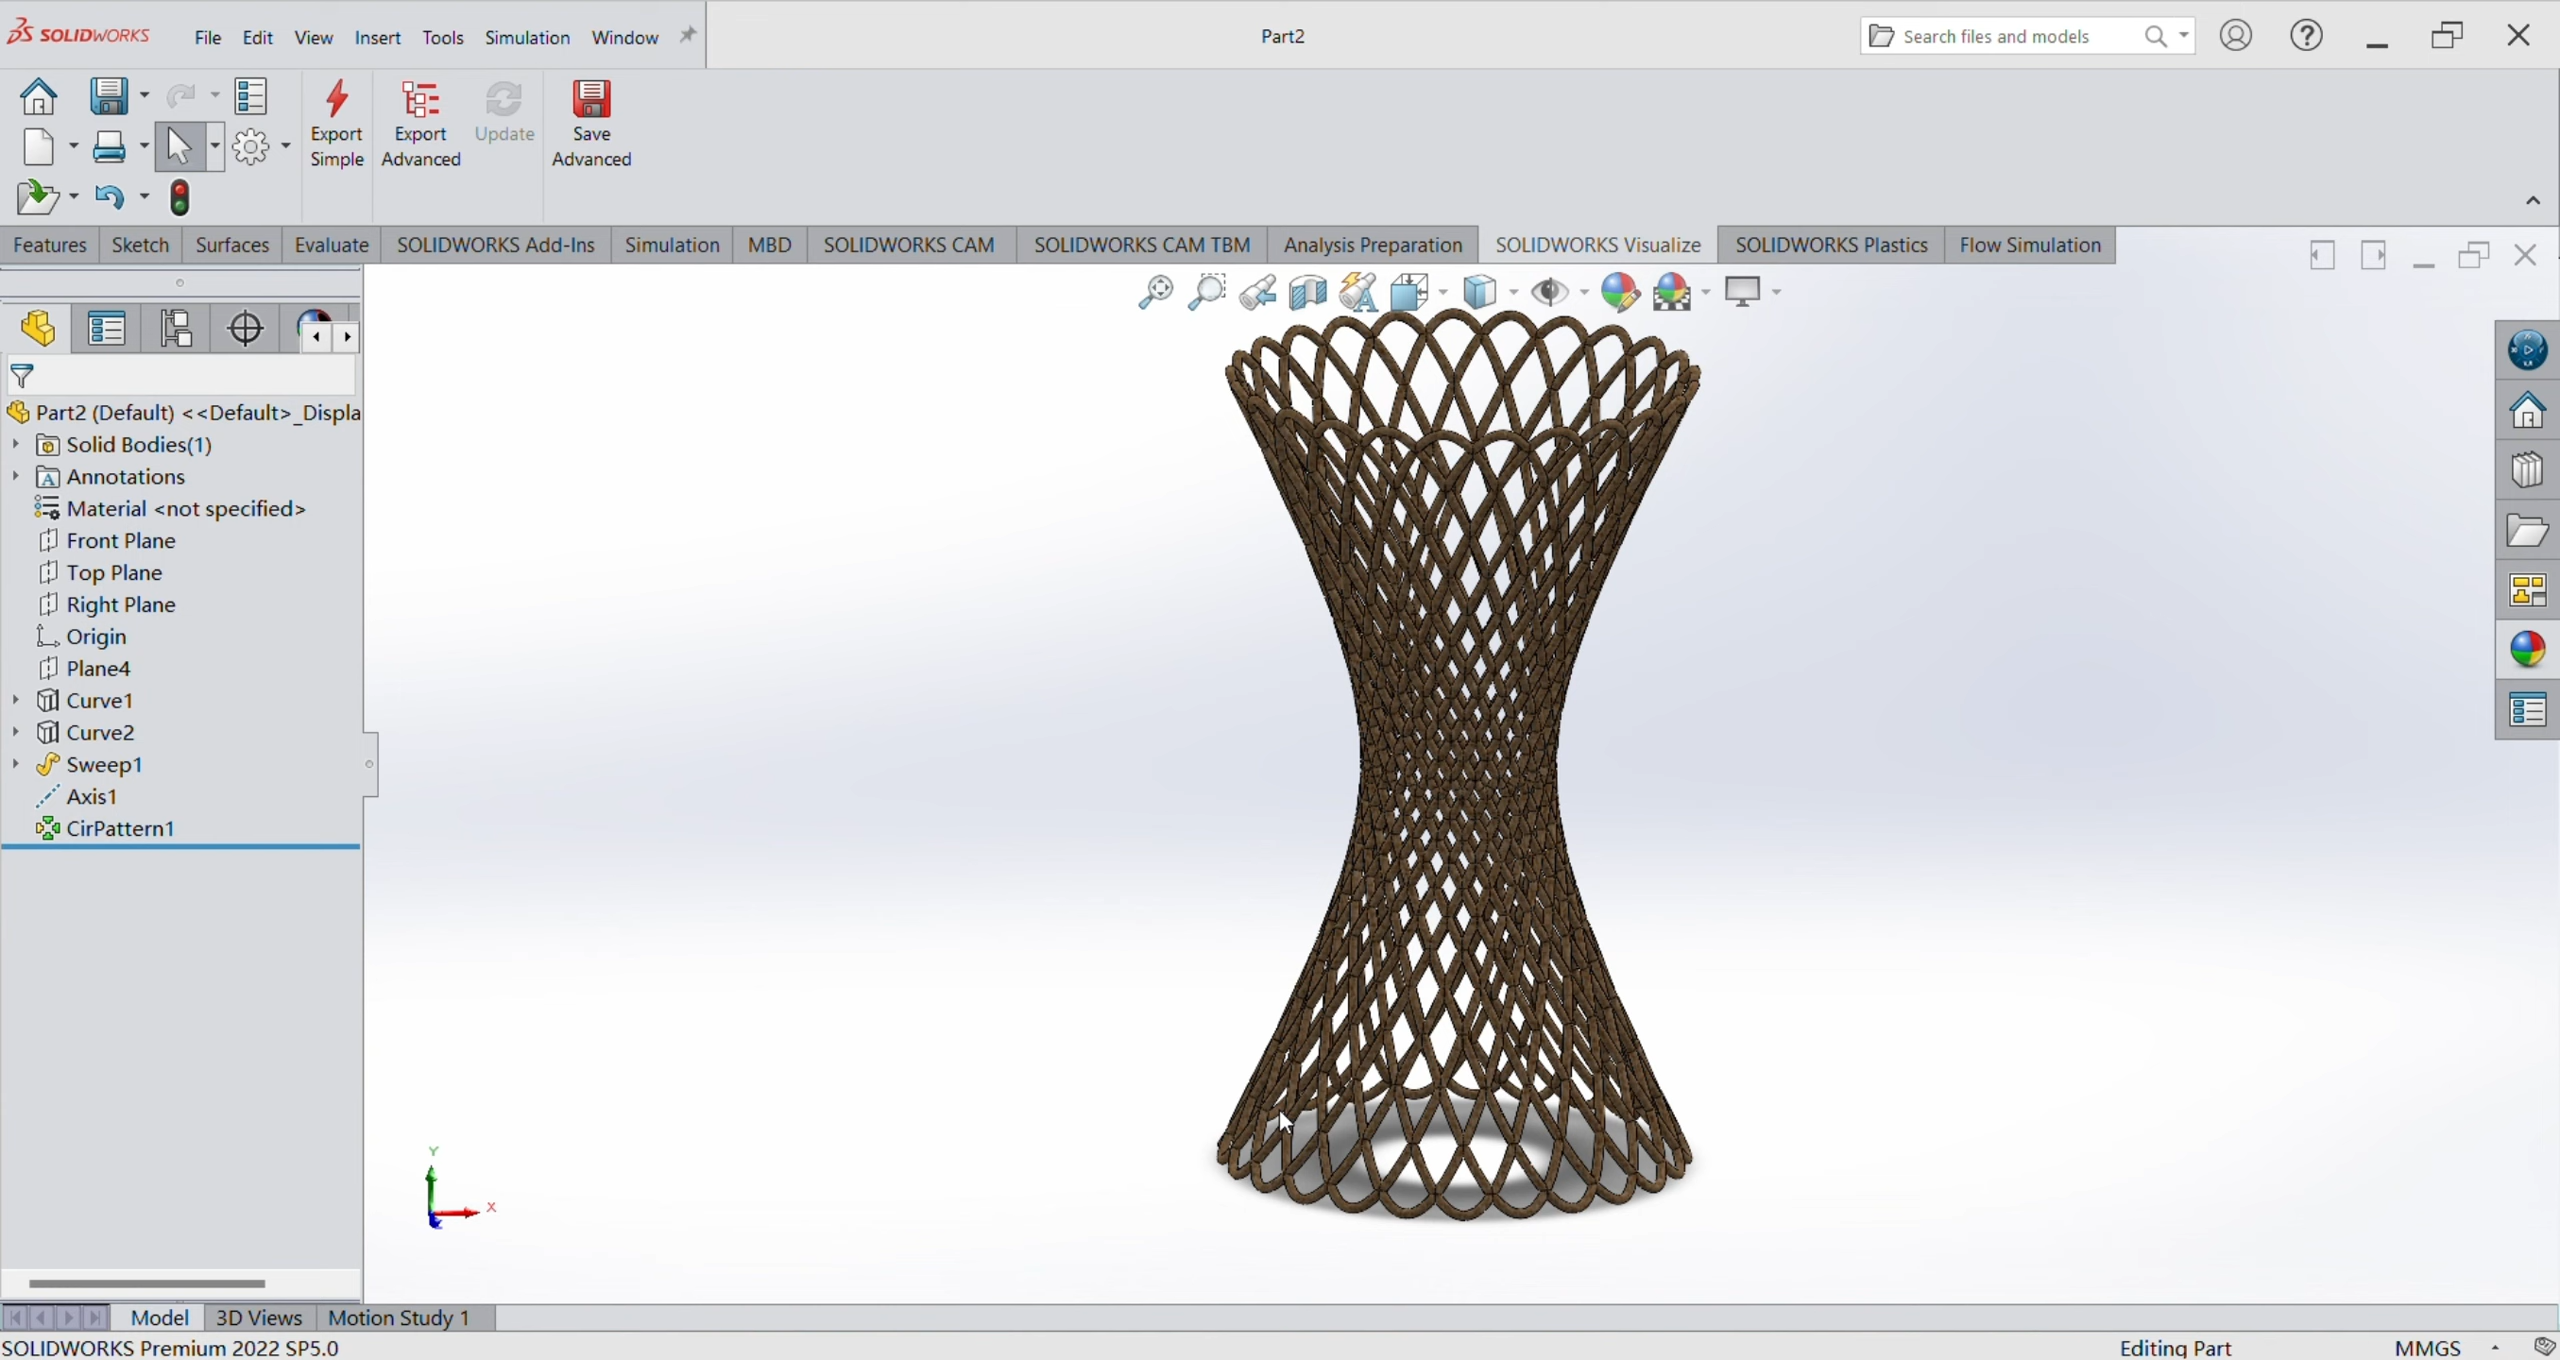 SOLIDWORKS File Edit View Insert Tools Simulation Window Part2 Search files and models
Export Simple
Export Advanced
Update
Save Advanced
Features Sketch Surfaces Evaluate SOLIDWORKS Add-Ins Simulation MBD SOLIDWORKS CAM SOLIDWORKS CAM TBM Analysis Preparation SOLIDWORKS Visualize SOLIDWORKS Plastics Flow Simulation
Part2 (Default) <<Default>_Displa
Solid Bodies(1)
Annotations
Material <not specified>
Front Plane
Top Plane
Right Plane
Origin
Plane4
Curve1
Curve2
Sweep1
Axis1
CirPattern1
Y
X
Model 3D Views Motion Study 1
SOLIDWORKS Premium 2022 SP5.0 Editing Part MMGS